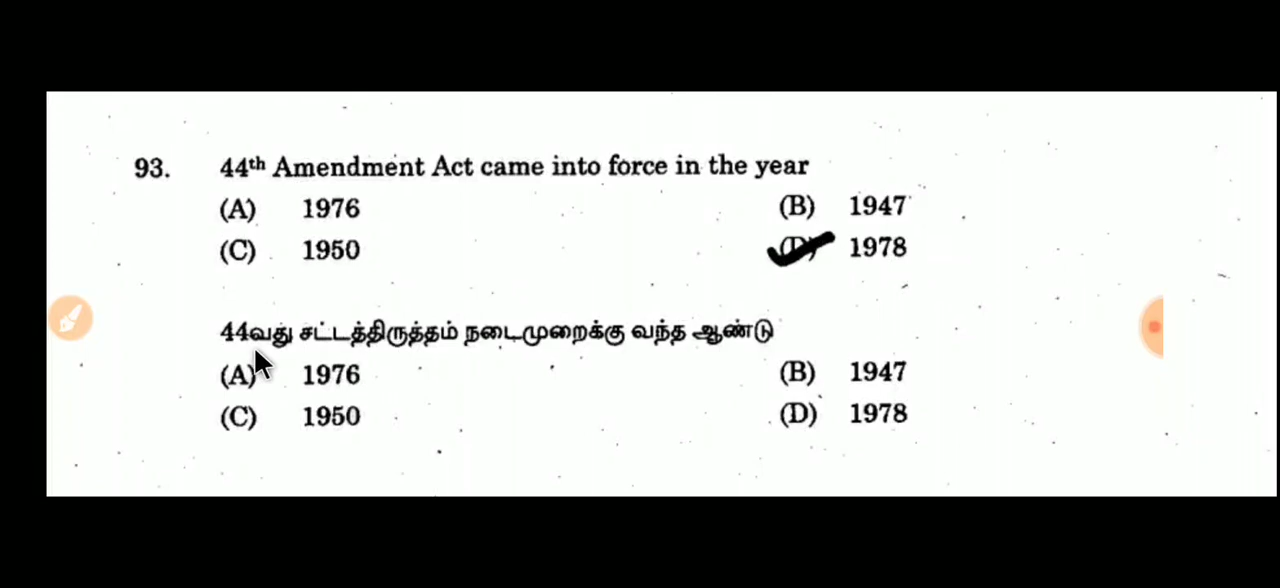 93. 44th Amendment Act came into force in the year
(A) 1976 (B) 1947
(C) 1950 (D) 1978
44வது சட்டத்திருத்தம் நடைமுறைக்கு வந்த ஆண்டு
(A) 1976 (B) 1947
(C) 1950 (D) 1978